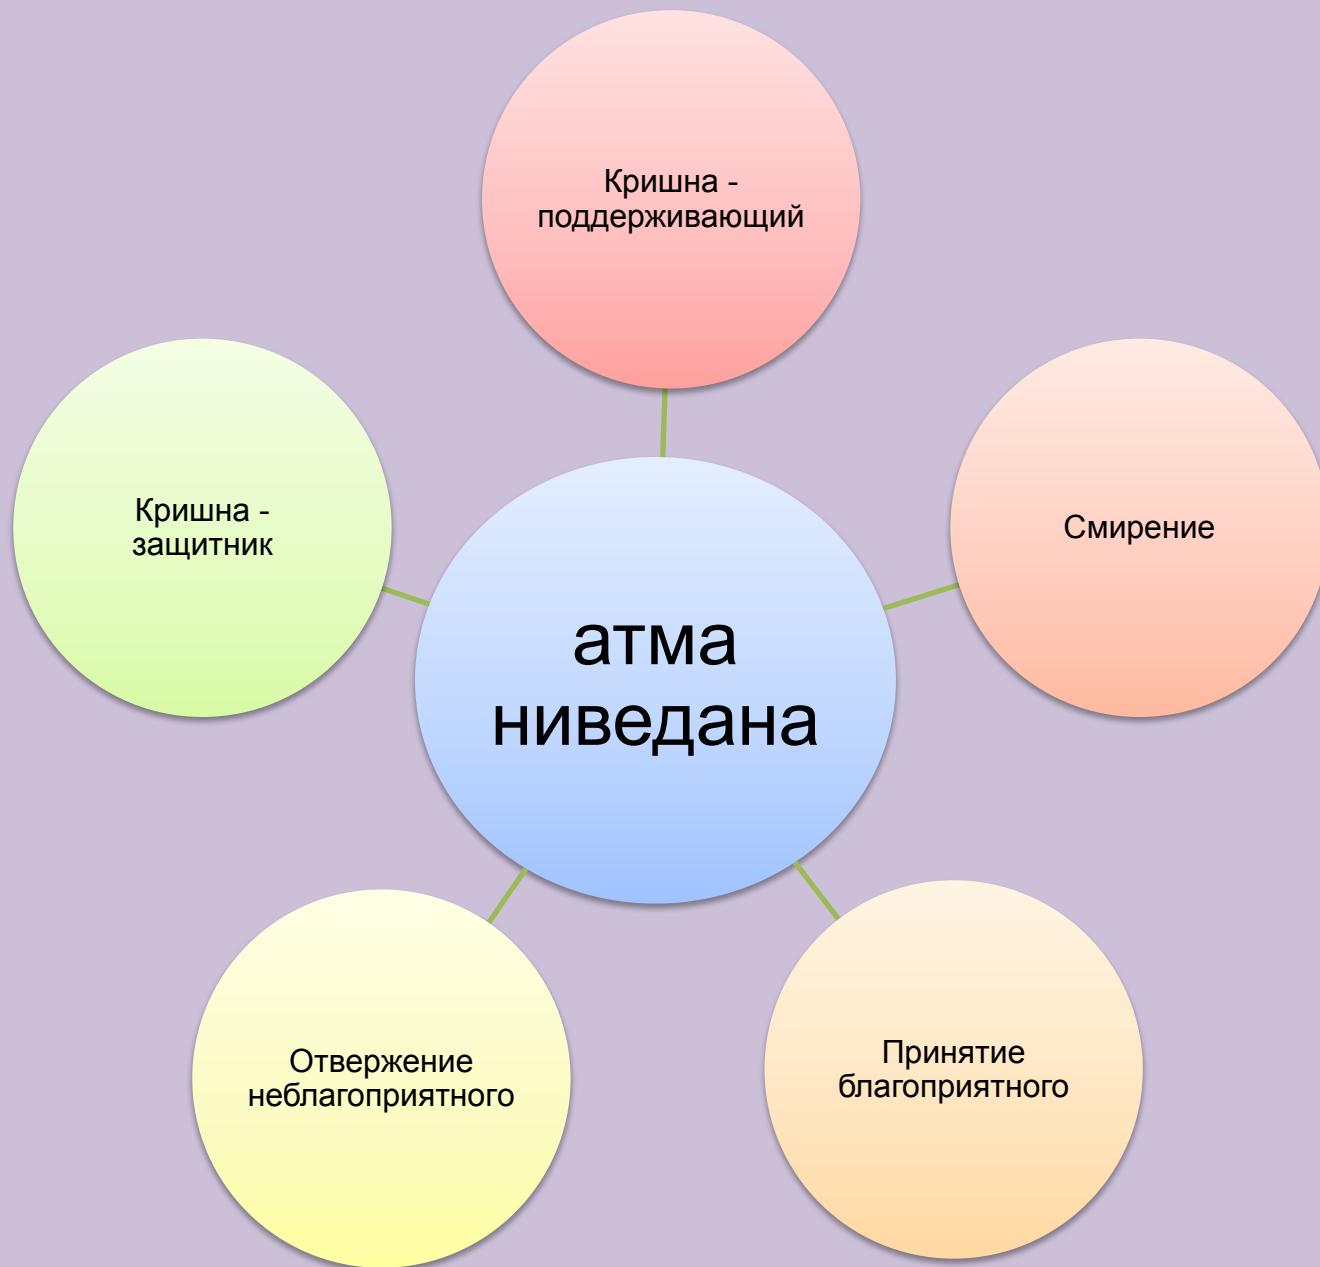 Кришна -
поддерживающий
Кришна -
защитник
Смирение
атма
ниведана
Отвержение
неблагоприятного
Принятие
благоприятного